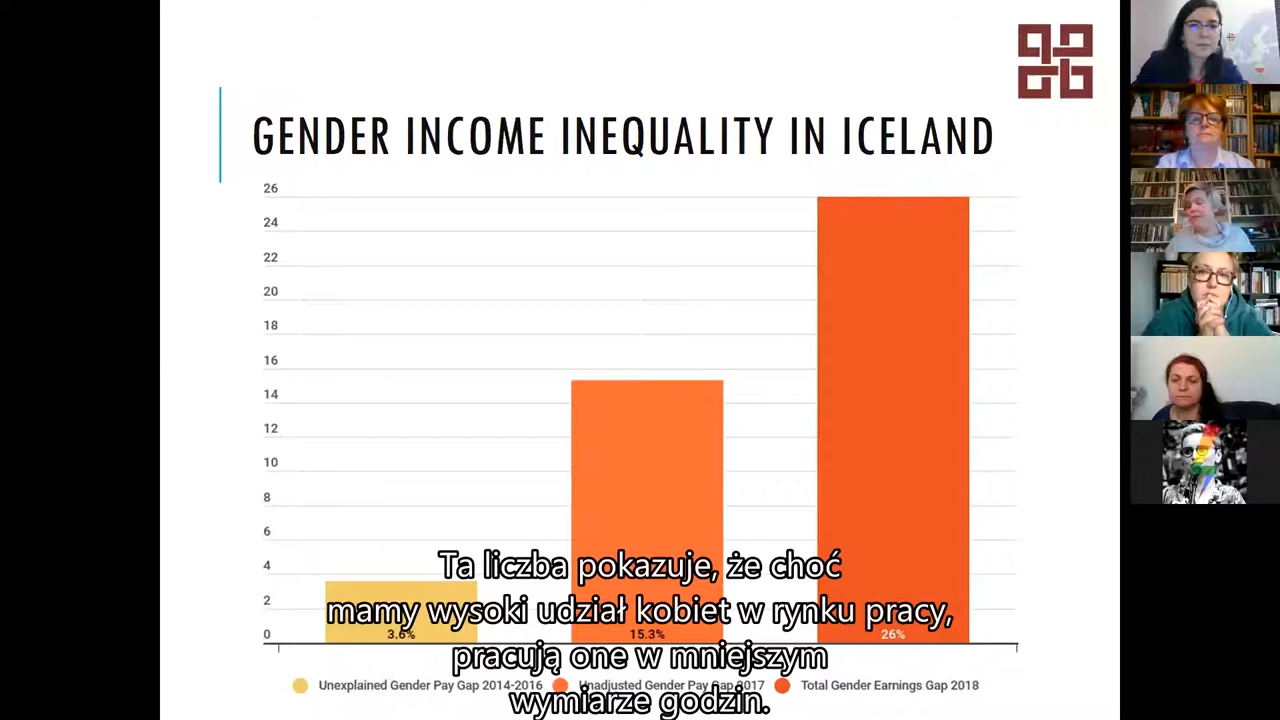 GENDER INCOME INEQUALITY IN ICELAND
26
24
22
20
18
16
14
12
10
8
6
4
2
0
3.6%
15.3%
26%
Ta liczba pokazuje, że choć
mamy wysoki udział kobiet w rynku pracy,
pracują one w mniejszym
wymiarze godzin.
Unexplained Gender Pay Gap 2014-2016
Unadjusted Gender Pay Gap 2017
Total Gender Earnings Gap 2018